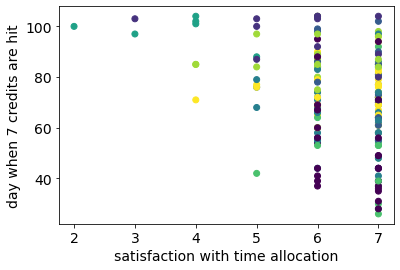 100
80
60
40
day when 7 credits are hit
2 3 4 5 6 7
satisfaction with time allocation